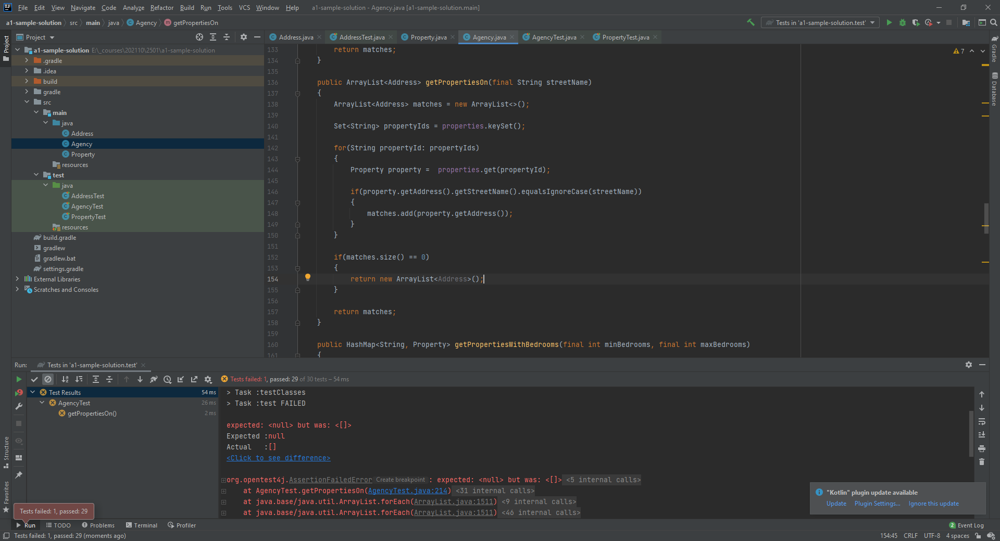 File Edit View Navigate Code Analyze Refactor Build Run Tools VCS Window Help a1-sample-solution - Agency.java [a1-sample-solution.main]
a1-sample-solution src main java Agency getPropertiesOn Tests in 'a1-sample-solution.test'
Project
Address.java AddressTest.java Property.java Agency.java AgencyTest.java PropertyTest.java
Project
Structure
Favorites
Gradle
Database
a1-sample-solution E:\_courses\202110\2501\a1-sample-solution
.gradle
.idea
build
gradle
src
main
java
Address
Agency
Property
resources
test
java
AddressTest
AgencyTest
PropertyTest
resources
build.gradle
gradlew
gradlew.bat
settings.gradle
External Libraries
Scratches and Consoles
7
133 return matches;
134 }
135
136 public ArrayList<Address> getPropertiesOn(final String streetName)
137 {
138 ArrayList<Address> matches = new ArrayList<>();
139
140 Set<String> propertyIds = properties.keySet();
141
142 for(String propertyId: propertyIds)
143 {
144 Property property =  properties.get(propertyId);
145
146 if(property.getAddress().getStreetName().equalsIgnoreCase(streetName))
147 {
148 matches.add(property.getAddress());
149 }
150 }
151
152 if(matches.size() == 0)
153 {
154 return new ArrayList<Address>();
155 }
156
157 return matches;
158 }
159
160 public HashMap<String, Property> getPropertiesWithBedrooms(final int minBedrooms, final int maxBedrooms)
161 {
Run: Tests in 'a1-sample-solution.test'
Tests failed: 1, passed: 29 of 30 tests – 54 ms
Test Results 54 ms
AgencyTest 26 ms
getPropertiesOn() 2 ms
> Task :testClasses
> Task :test FAILED
expected: <null> but was: <[]>
Expected :null
Actual   :[]
<Click to see difference>
org.opentest4j.AssertionFailedError Create breakpoint : expected: <null> but was: <[]> <5 internal calls>
at AgencyTest.getPropertiesOn(AgencyTest.java:214) <31 internal calls>
at java.base/java.util.ArrayList.forEach(ArrayList.java:1511) <9 internal calls>
at java.base/java.util.ArrayList.forEach(ArrayList.java:1511) <46 internal calls>
"Kotlin" plugin update available
Update Plugin Settings... Ignore this update
Tests failed: 1, passed: 29
Run TODO Problems Terminal Profiler 2 Event Log
Tests failed: 1, passed: 29 (moments ago) 154:45 CRLF UTF-8 4 spaces